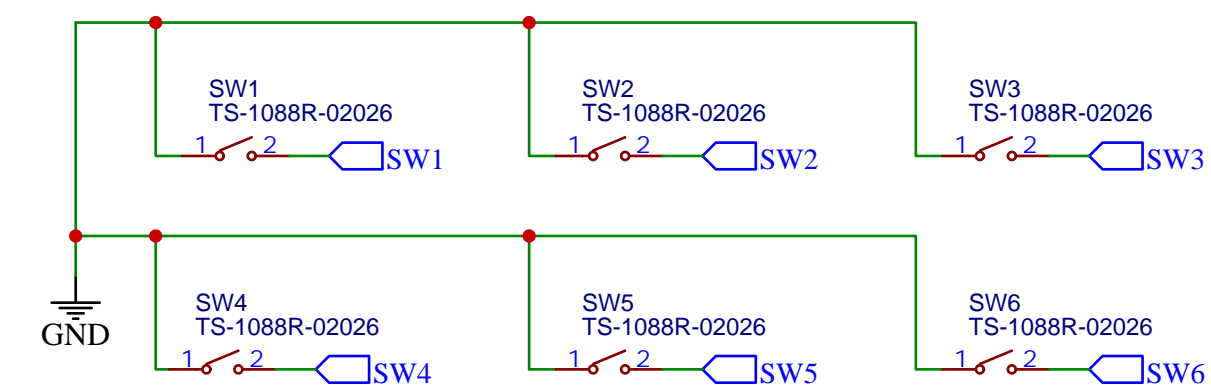 SW1
TS-1088R-02026
1 2 SW1
SW2
TS-1088R-02026
1 2 SW2
SW3
TS-1088R-02026
1 2 SW3
GND
SW4
TS-1088R-02026
1 2 SW4
SW5
TS-1088R-02026
1 2 SW5
SW6
TS-1088R-02026
1 2 SW6